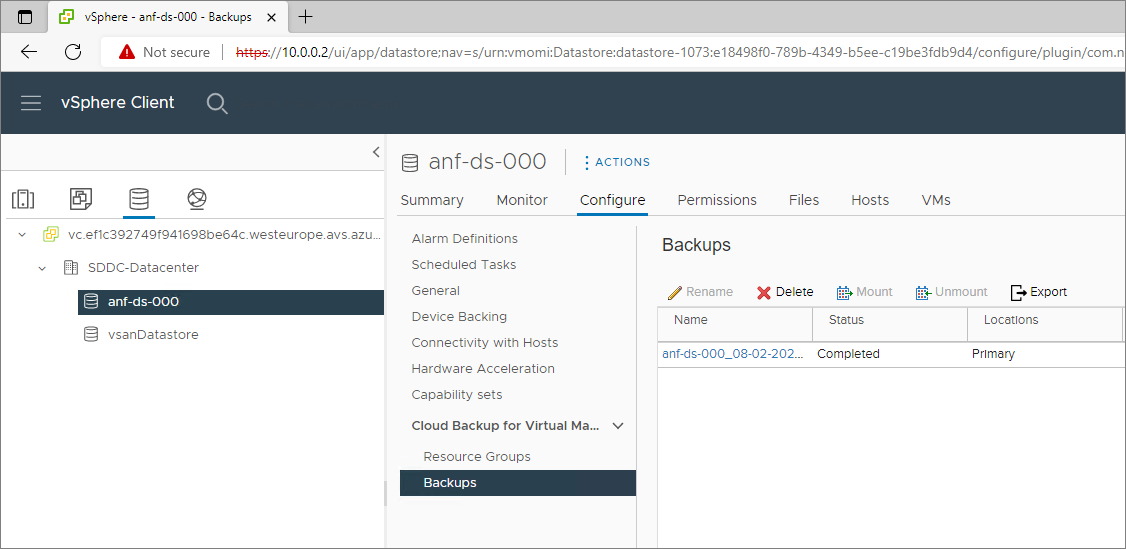 vSphere - anf-ds-000 - Backups
Not secure
https://10.0.0.2/ui/app/datastore;nav=s/urn:vmomi:Datastore:datastore-1073:e18498f0-789b-4349-b5ee-c19be3fdb9d4/configure/plugin/com.n
vSphere Client
anf-ds-000
ACTIONS
Summary Monitor Configure Permissions Files Hosts VMs
vc.ef1c392749f941698be64c.westeurope.avs.azu...
SDDC-Datacenter
anf-ds-000
vsanDatastore
Alarm Definitions
Scheduled Tasks
General
Device Backing
Connectivity with Hosts
Hardware Acceleration
Capability sets
Cloud Backup for Virtual Ma...
Resource Groups
Backups
Backups
Rename Delete Mount Unmount Export
Name Status Locations
anf-ds-000_08-02-202... Completed Primary